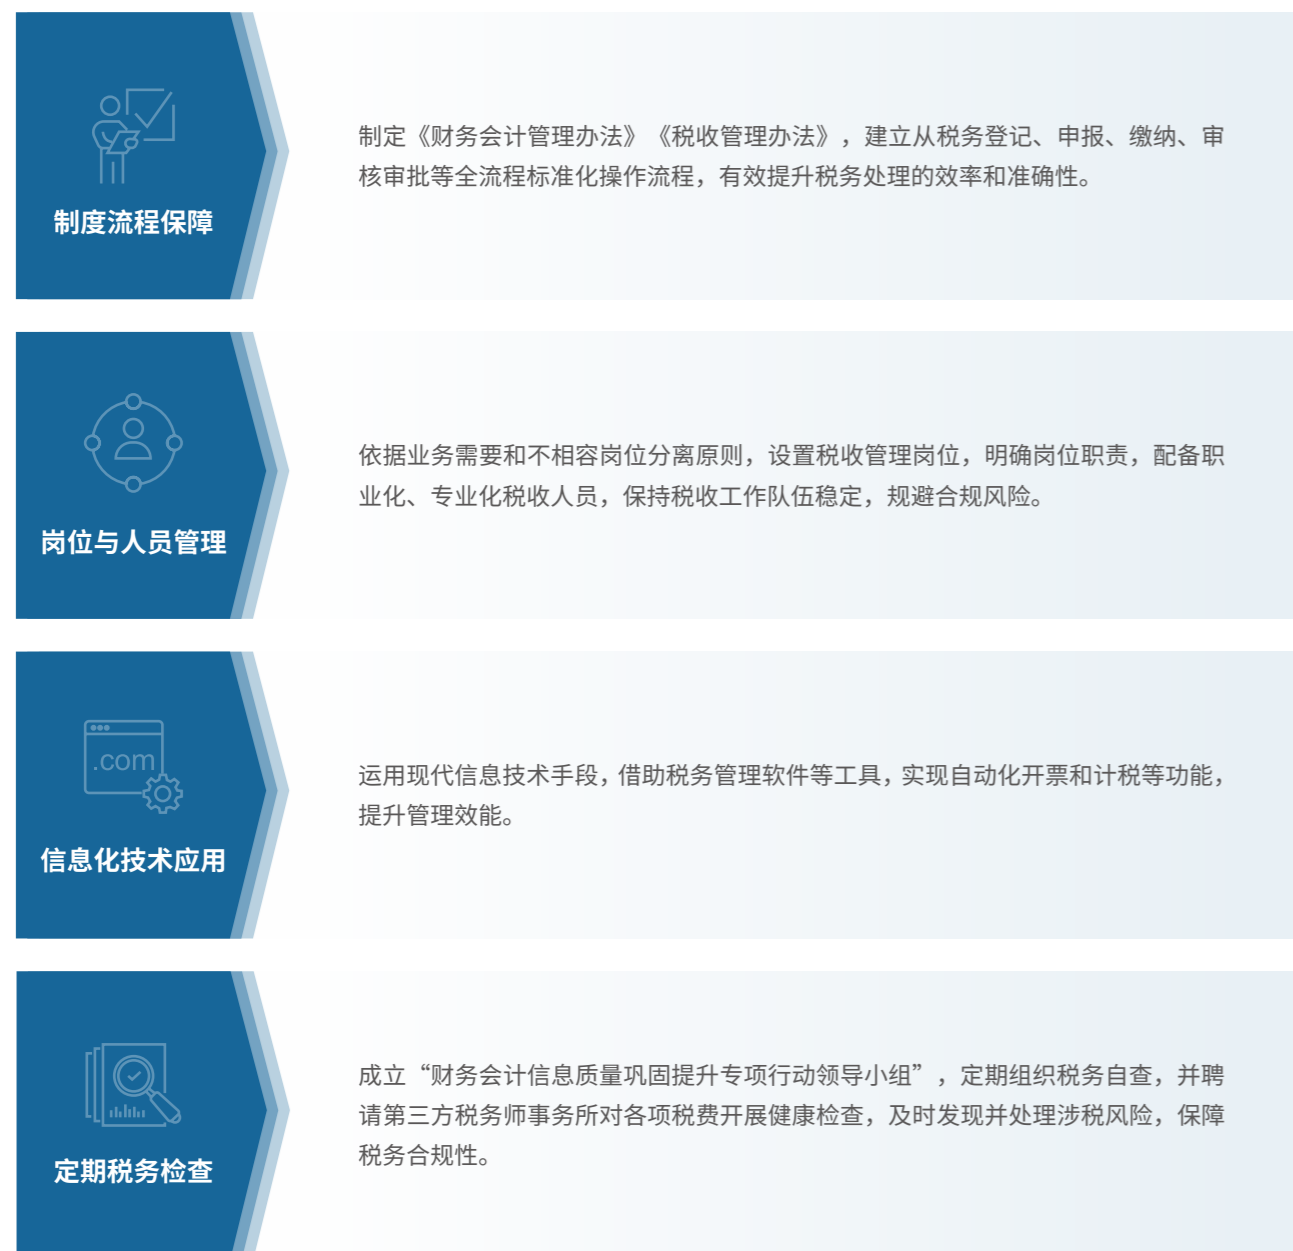 制度流程保障
制定《财务会计管理办法》《税收管理办法》，建立从税务登记、申报、缴纳、审
核审批等全流程标准化操作流程，有效提升税务处理的效率和准确性。
岗位与人员管理
依据业务需要和不相容岗位分离原则，设置税收管理岗位，明确岗位职责，配备职
业化、专业化税收人员，保持税收工作队伍稳定，规避合规风险。
.com
信息化技术应用
运用现代信息技术手段，借助税务管理软件等工具，实现自动化开票和计税等功能，
提升管理效能。
定期税务检查
成立“财务会计信息质量巩固提升专项行动领导小组”，定期组织税务自查，并聘
请第三方税务师事务所对各项税费开展健康检查，及时发现并处理涉税风险，保障
税务合规性。